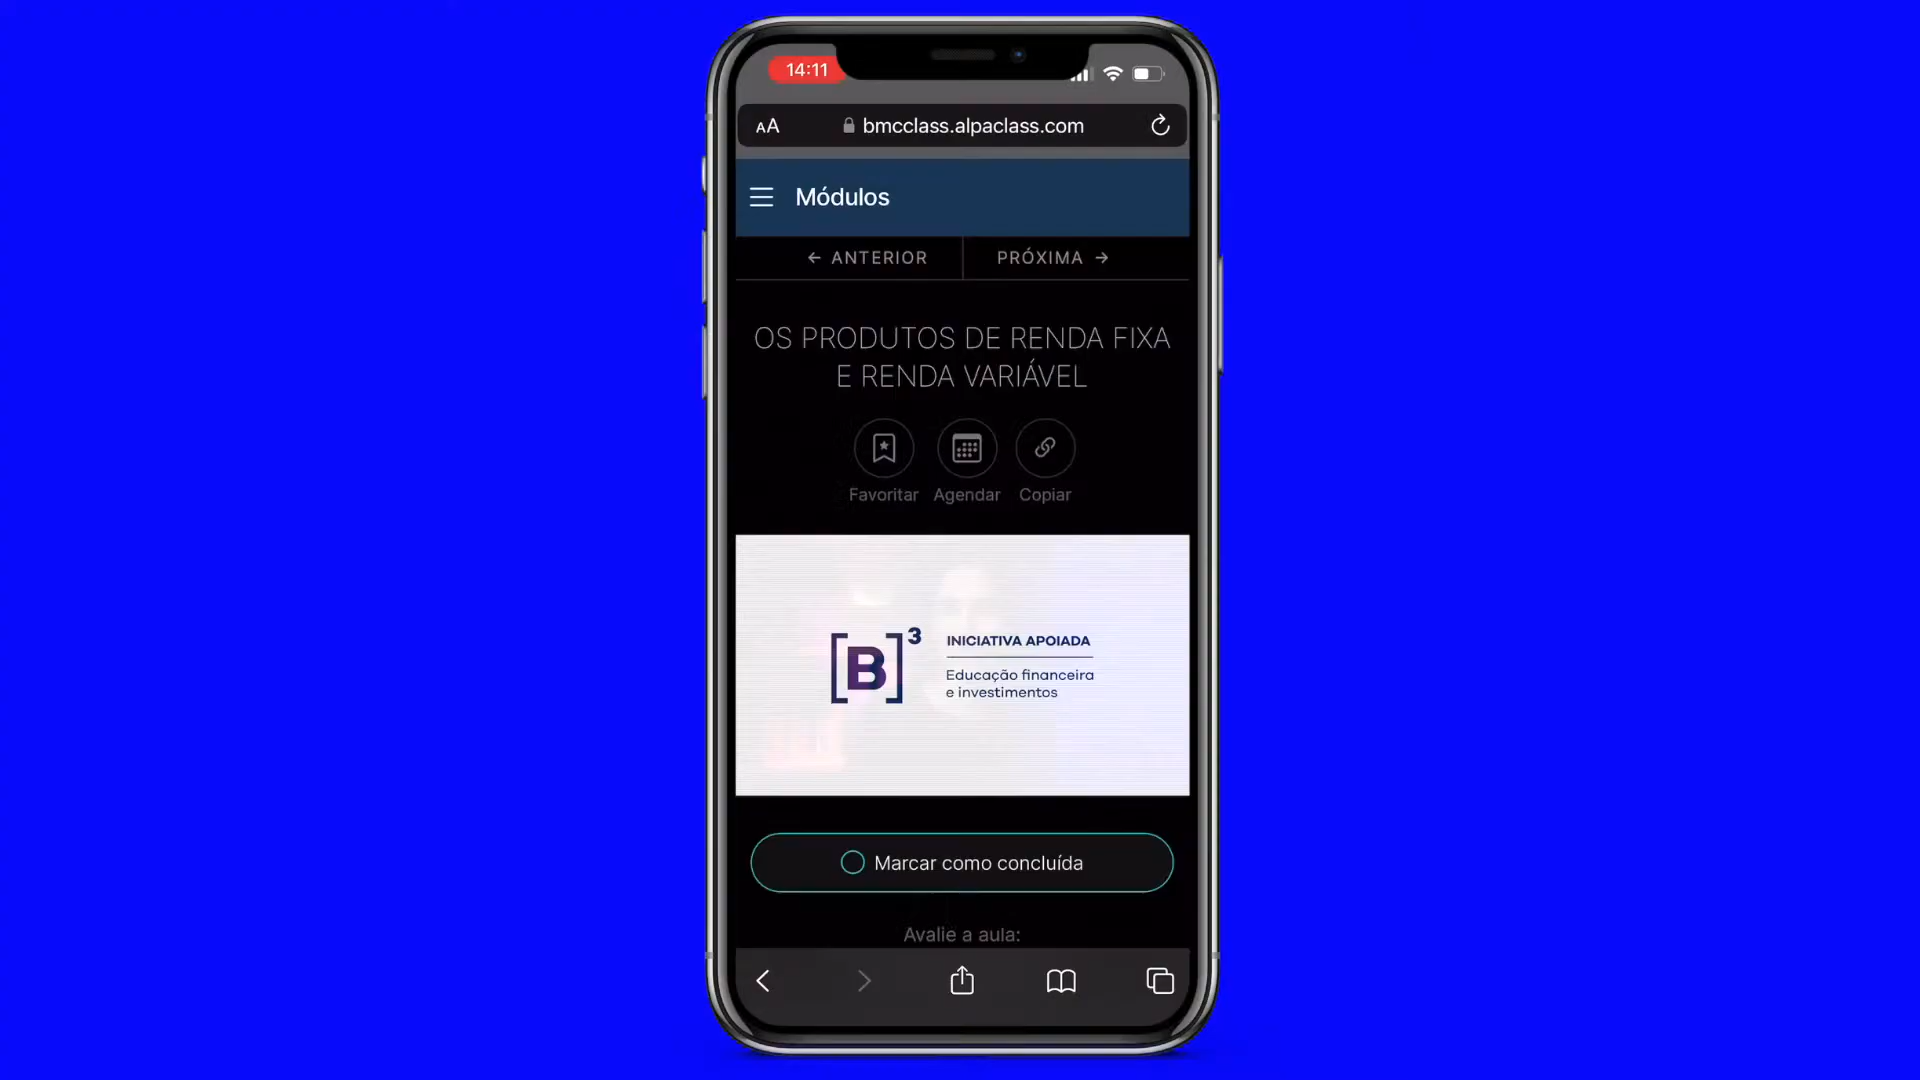 14:11
AA bmcclass.alpaclass.com
Módulos
← ANTERIOR
PRÓXIMA →
OS PRODUTOS DE RENDA FIXA
E RENDA VARIÁVEL
Favoritar
Agendar
Copiar
[B]³
INICIATIVA APOIADA
Educação financeira
e investimentos
Marcar como concluída
Avalie a aula: